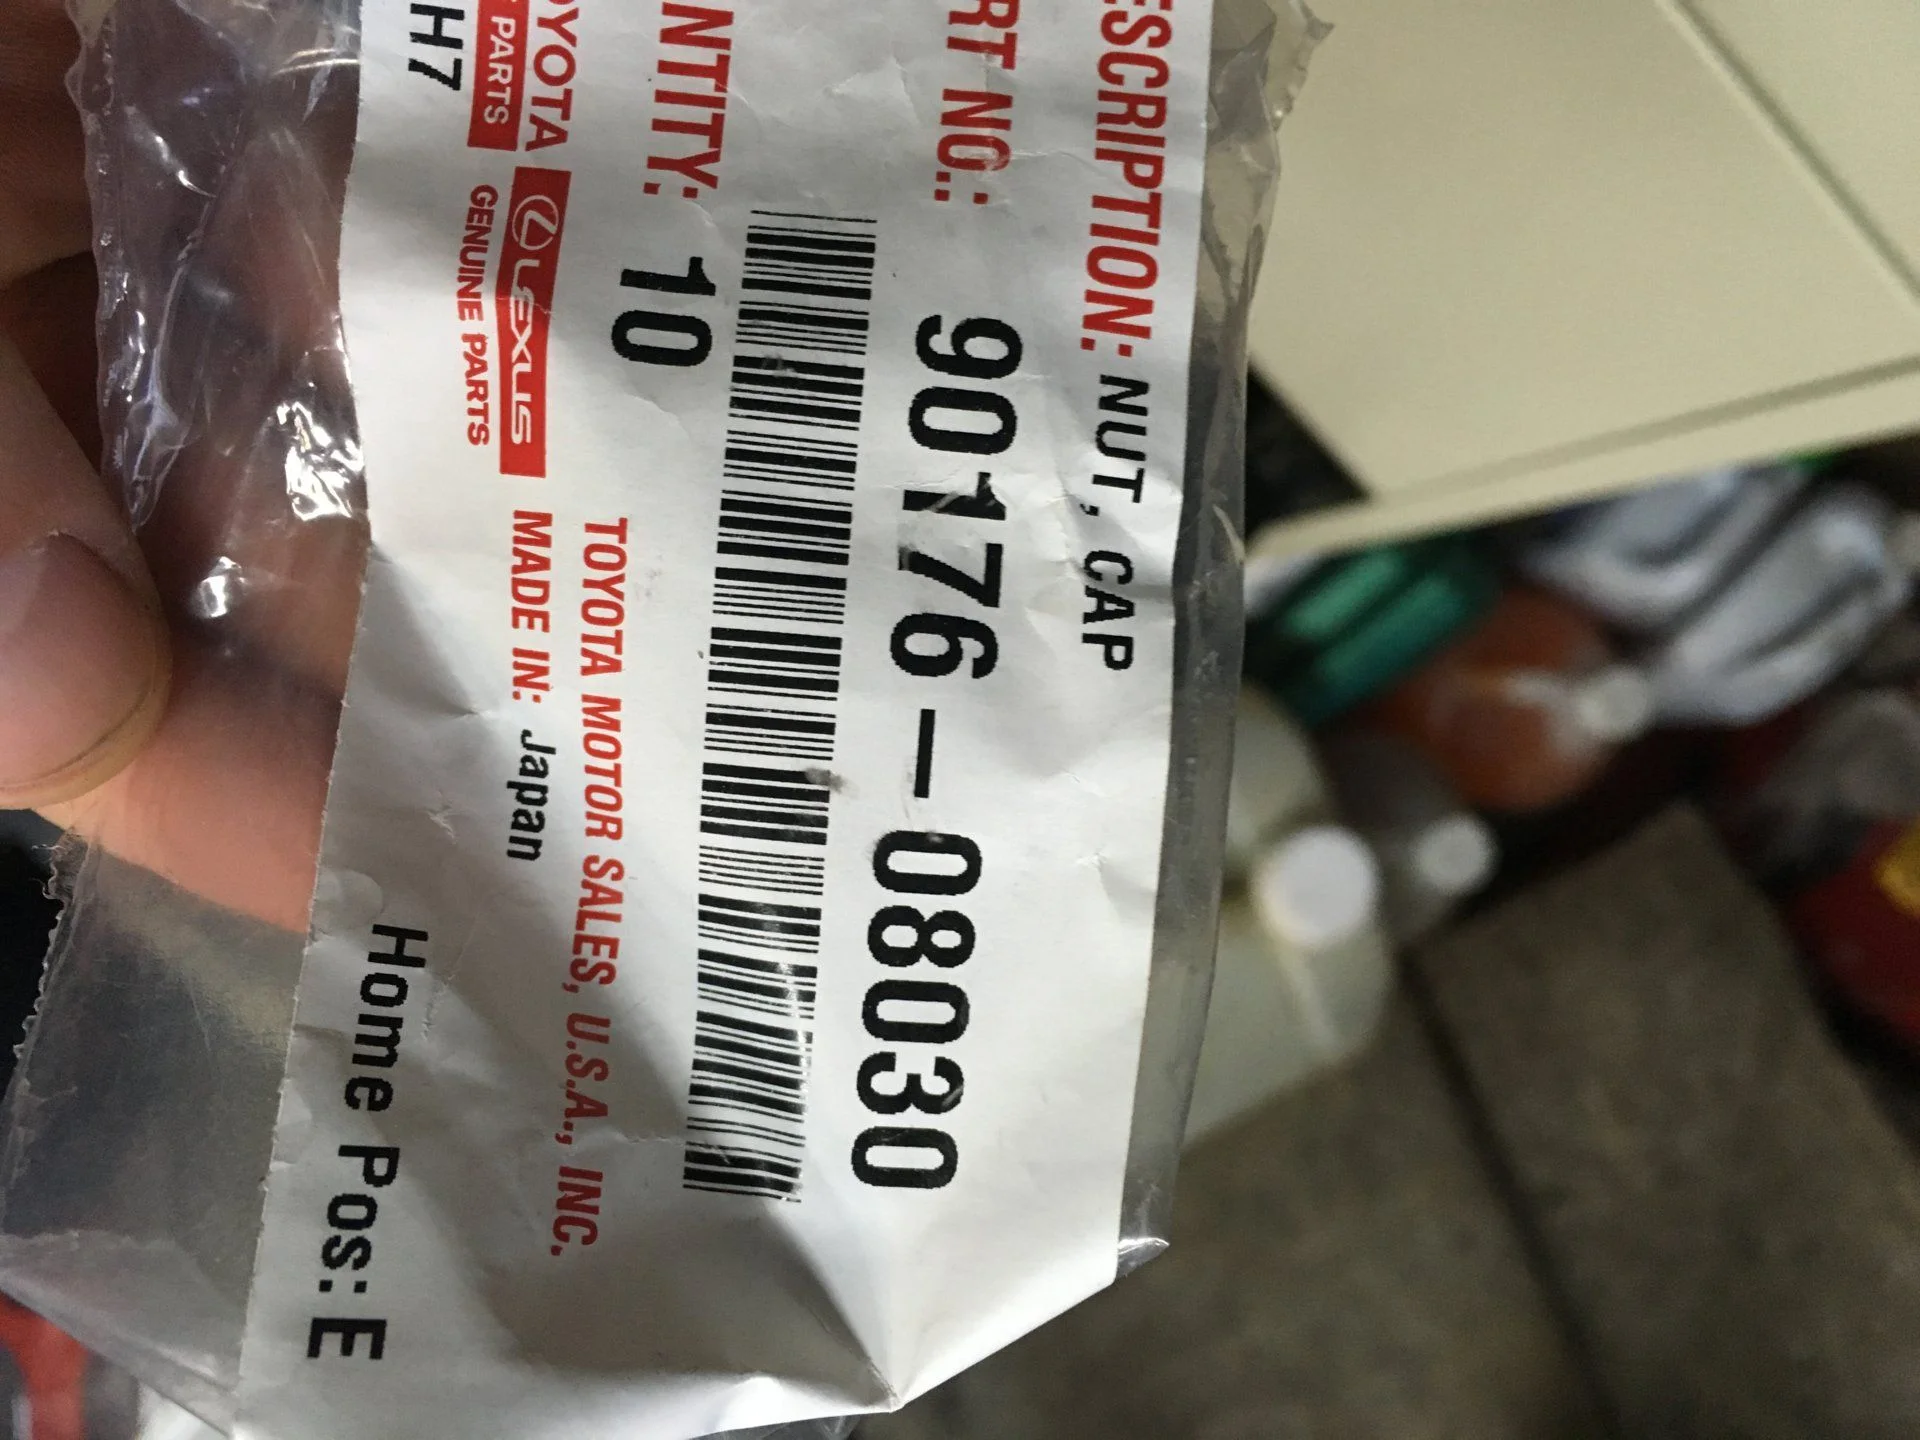 ESCRIPTION: NUT, CAP
RT NO.: 90176-08030
NTITY: 10
TOYOTA MOTOR SALES, U.S.A., INC.
OYOTA LEXUS MADE IN: Japan
PARTS GENUINE PARTS
H7 Home Pos: E